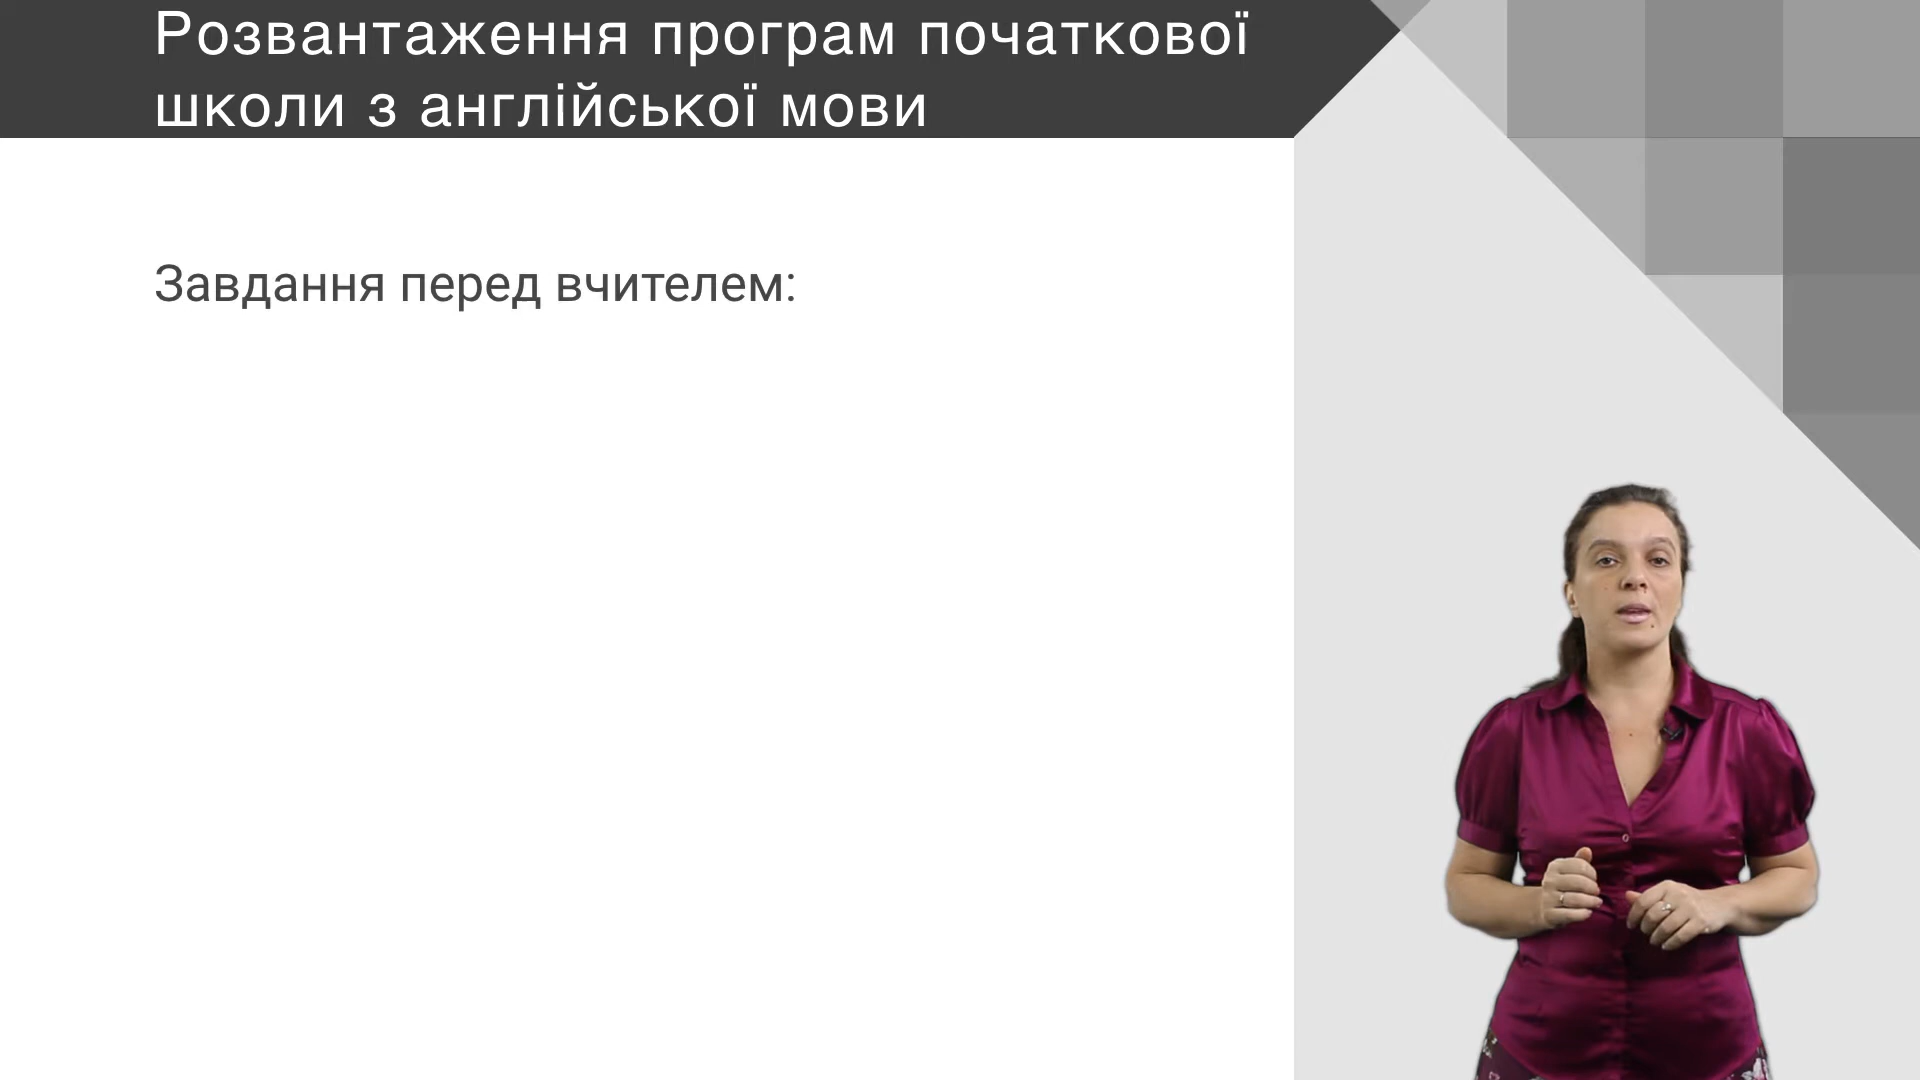 Розвантаження програм початкової
школи з англійської мови
Завдання перед вчителем: